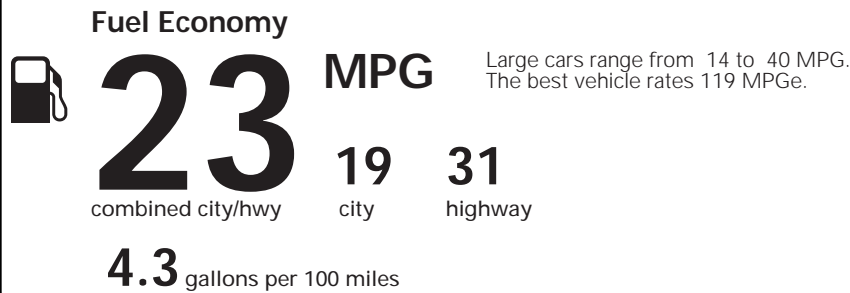 Fuel Economy
23 MPG
Large cars range from 14 to 40 MPG.
The best vehicle rates 119 MPGe.
19 31
combined city/hwy city highway
4.3 gallons per 100 miles